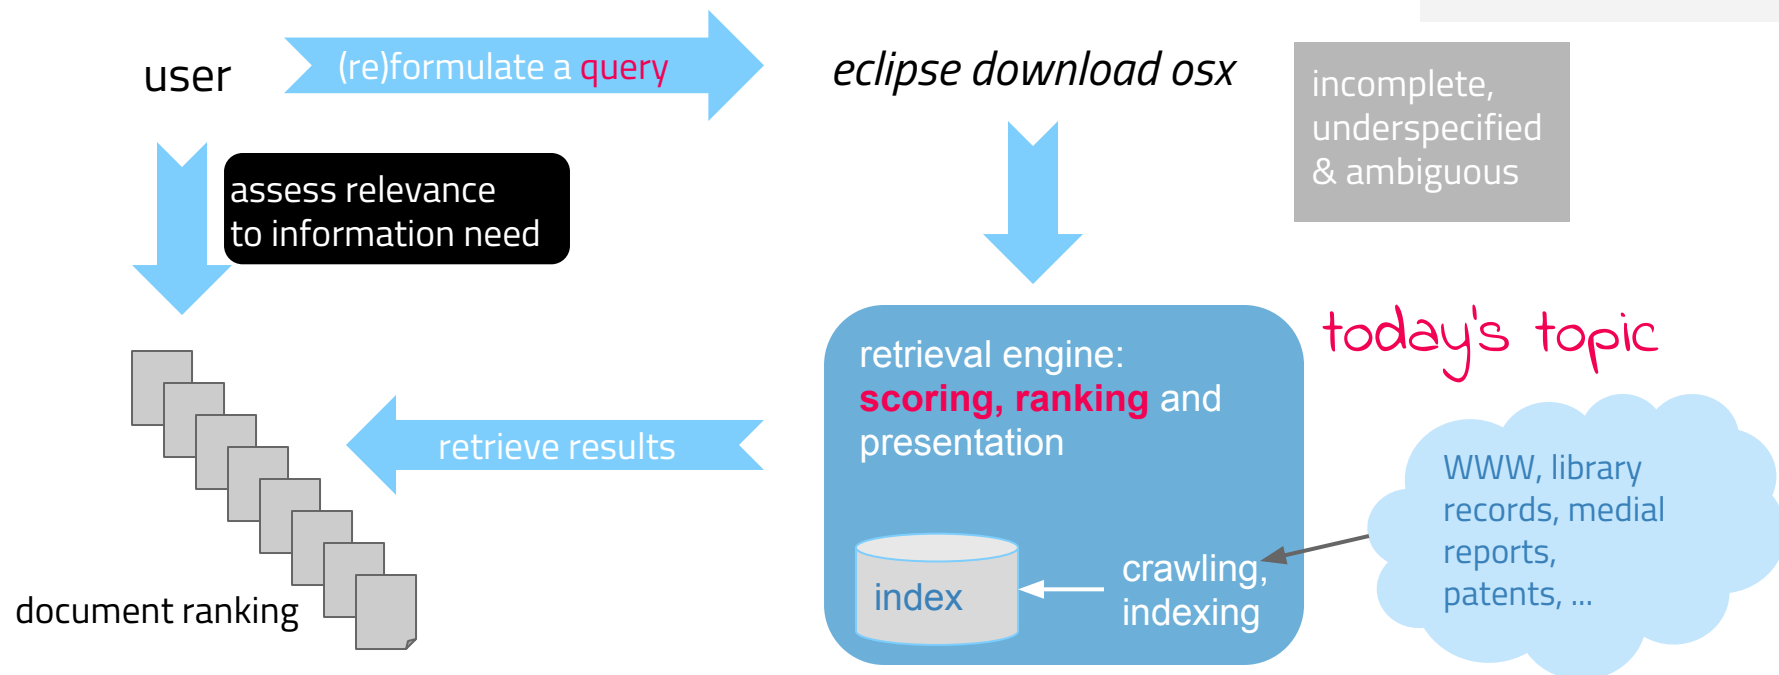 user
(re)formulate a query
eclipse download osx
incomplete,
underspecified
& ambiguous
assess relevance
to information need
retrieval engine:
scoring, ranking and
presentation
today's topic
retrieve results
WWW, library
records, medial
reports,
patents, ...
index
crawling,
indexing
document ranking